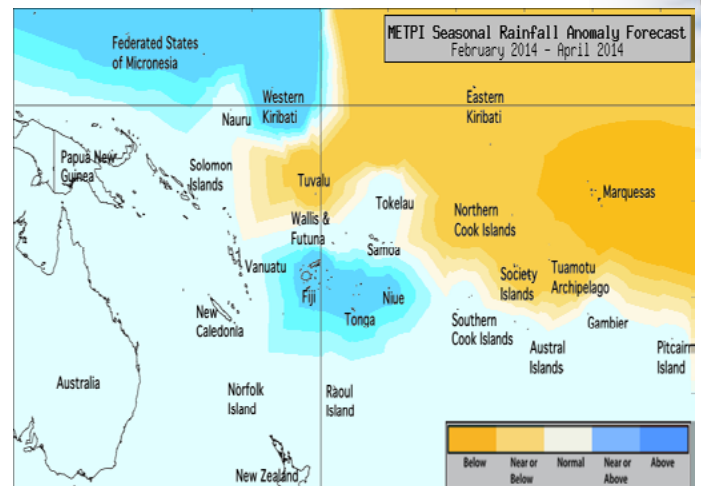 METPI Seasonal Rainfall Anomaly Forecast
February 2014 - April 2014
Federated States
of Micronesia
Western
Kiribati
Eastern
Kiribati
Nauru
Papua New
Guinea
Solomon
Islands
Tuvalu
Marquesas
Tokelau
Northern
Cook Islands
Wallis &
Futuna
Samoa
Vanuatu
Society
Islands
Tuamotu
Archipelago
Fiji
Niue
Tonga
New
Caledonia
Southern
Cook Islands
Gambier
Austral
Islands
Pitcairn
Island
Australia
Norfolk
Island
Raoul
Island
New Zealand
Below
Near or
Below
Normal
Near or
Above
Above